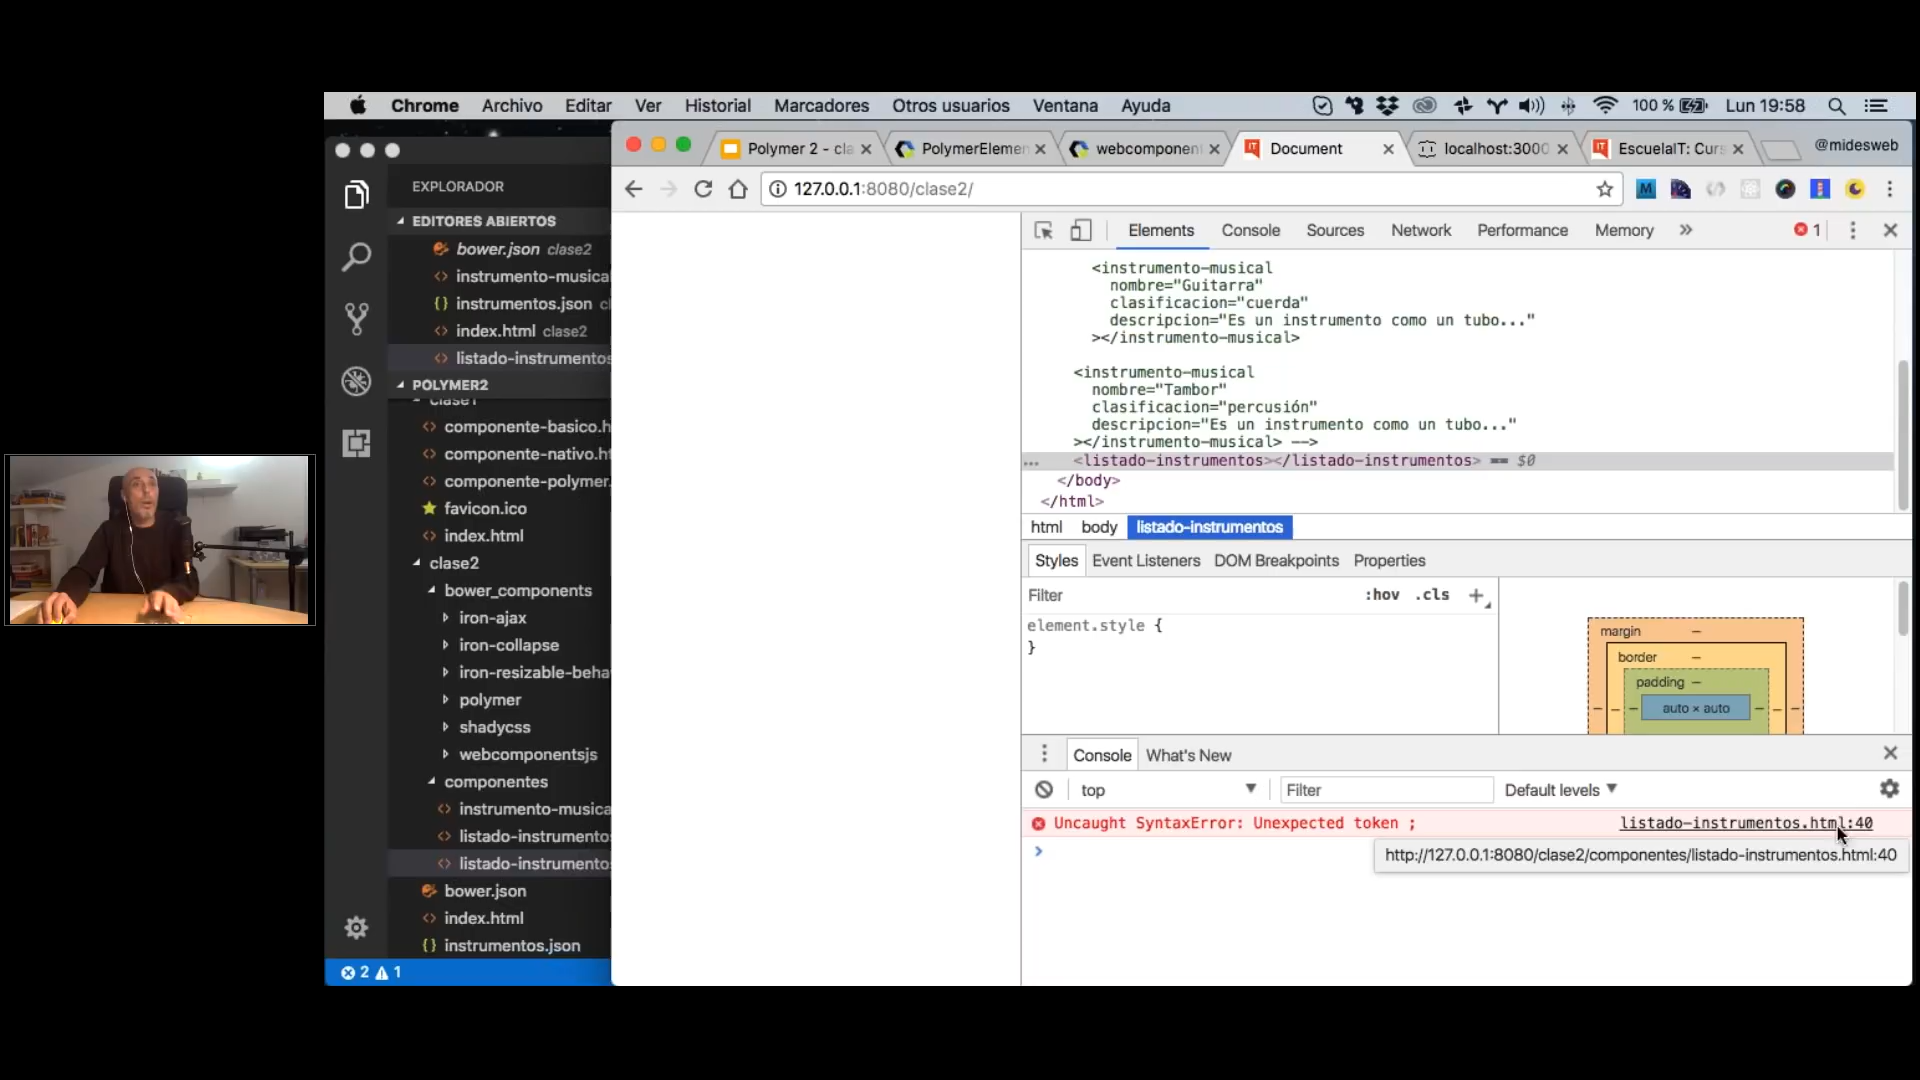 Chrome Archivo Editar Ver Historial Marcadores Otros usuarios Ventana Ayuda 100 % Lun 19:58
Polymer 2 - cla
PolymerElemen
webcomponent
Document
localhost:3000
EscuelaIT: Curs
@midesweb
127.0.0.1:8080/clase2/
EXPLORADOR
EDITORES ABIERTOS
bower.json clase2
instrumento-musica
instrumentos.json cl
index.html clase2
listado-instrumentos
POLYMER2
clase1
componente-basico.h
componente-nativo.ht
componente-polymer.
favicon.ico
index.html
clase2
bower_components
iron-ajax
iron-collapse
iron-resizable-beha
polymer
shadycss
webcomponentsjs
componentes
instrumento-musica
listado-instrumento
listado-instrumento
bower.json
index.html
instrumentos.json
2 1
Elements Console Sources Network Performance Memory » 1
<instrumento-musical
nombre="Guitarra"
clasificacion="cuerda"
descripcion="Es un instrumento como un tubo..."
></instrumento-musical>
<instrumento-musical
nombre="Tambor"
clasificacion="percusión"
descripcion="Es un instrumento como un tubo..."
></instrumento-musical> -->
... <listado-instrumentos></listado-instrumentos> == $0
</body>
</html>
html body listado-instrumentos
Styles Event Listeners DOM Breakpoints Properties
Filter :hov .cls +
element.style {
}
margin –
border –
padding –
– – – auto × auto – – –
Console What's New
top Filter Default levels
Uncaught SyntaxError: Unexpected token ; listado-instrumentos.html:40
http://127.0.0.1:8080/clase2/componentes/listado-instrumentos.html:40